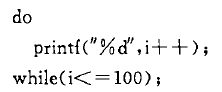 do
printf("%d",i++);
while(i<=100);